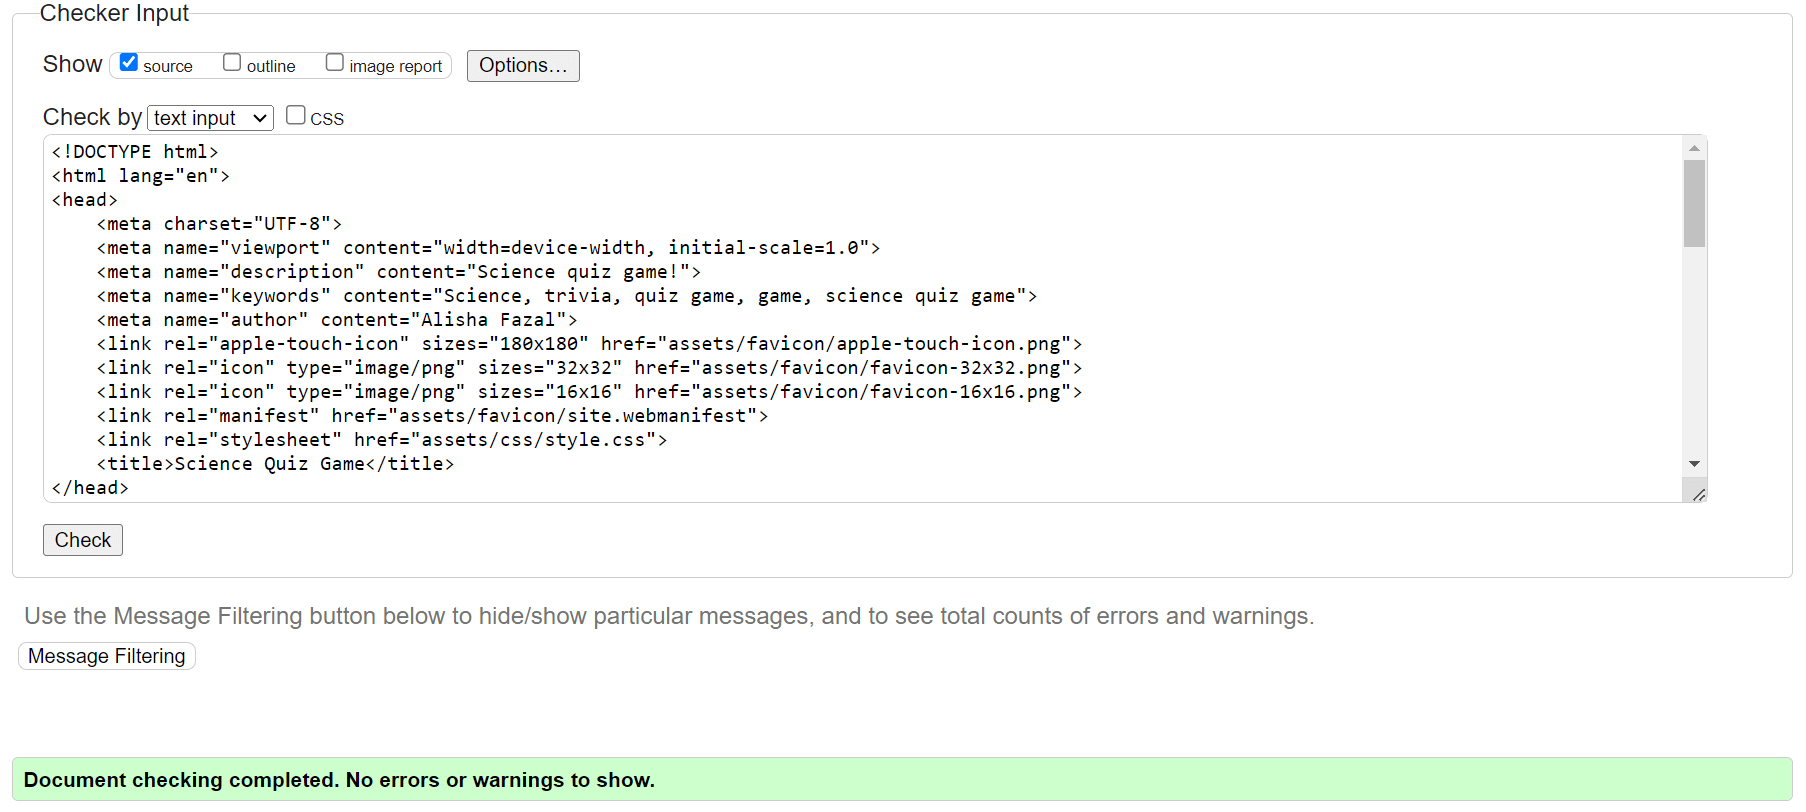 Checker Input
Show source outline image report Options...
Check by text input CSS
<!DOCTYPE html>
<html lang="en">
<head>
    <meta charset="UTF-8">
    <meta name="viewport" content="width=device-width, initial-scale=1.0">
    <meta name="description" content="Science quiz game!">
    <meta name="keywords" content="Science, trivia, quiz game, game, science quiz game">
    <meta name="author" content="Alisha Fazal">
    <link rel="apple-touch-icon" sizes="180x180" href="assets/favicon/apple-touch-icon.png">
    <link rel="icon" type="image/png" sizes="32x32" href="assets/favicon/favicon-32x32.png">
    <link rel="icon" type="image/png" sizes="16x16" href="assets/favicon/favicon-16x16.png">
    <link rel="manifest" href="assets/favicon/site.webmanifest">
    <link rel="stylesheet" href="assets/css/style.css">
    <title>Science Quiz Game</title>
</head>
Check
Use the Message Filtering button below to hide/show particular messages, and to see total counts of errors and warnings.
Message Filtering
Document checking completed. No errors or warnings to show.